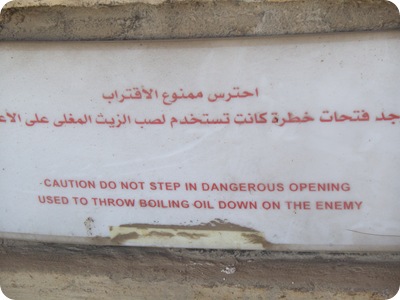 احترس ممنوع الأقتراب
فتحات خطرة كانت تستخدم لصب الزيت المغلى على
CAUTION DO NOT STEP IN DANGEROUS OPENING
USED TO THROW BOILING OIL DOWN ON THE ENEMY